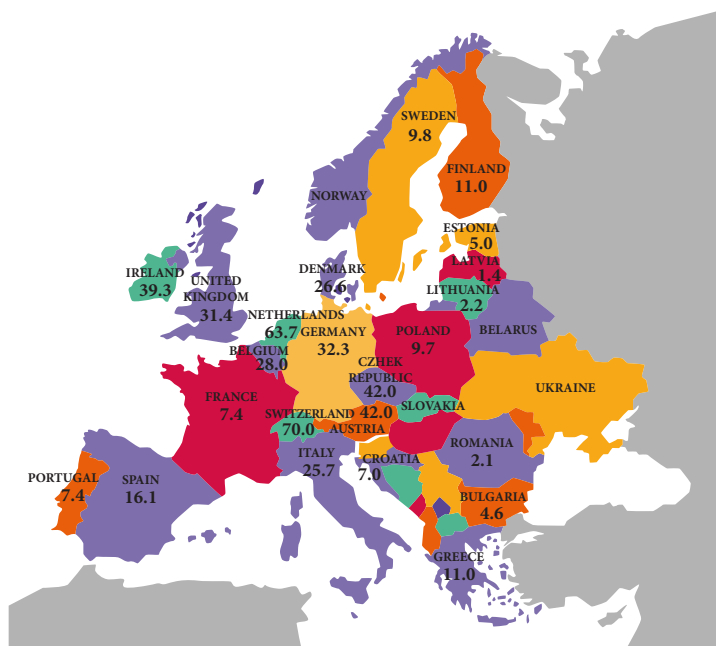 SWEDEN
9.8
FINLAND
11.0
NORWAY
ESTONIA
5.0
LATVIA
1.4
LITHUANIA
2.2
DENMARK
26.6
IRELAND
39.3
UNITED
KINGDOM
31.4
NETHERLANDS
63.7
GERMANY
32.3
POLAND
9.7
BELARUS
BELGIUM
28.0
CZHEK
REPUBLIC
42.0
UKRAINE
FRANCE
7.4
SLOVAKIA
SWITZERLAND
70.0
42.0
AUSTRIA
ITALY
25.7
CROATIA
7.0
ROMANIA
2.1
PORTUGAL
7.4
SPAIN
16.1
BULGARIA
4.6
GREECE
11.0